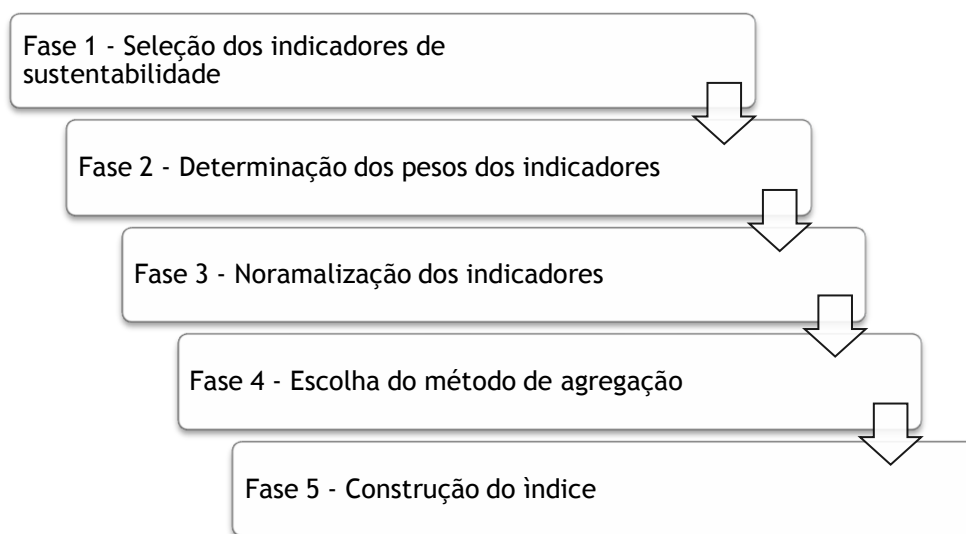 Fase 1 - Seleção dos indicadores de
sustentabilidade
Fase 2 - Determinação dos pesos dos indicadores
Fase 3 - Noramalização dos indicadores
Fase 4 - Escolha do método de agregação
Fase 5 - Construção do ìndice